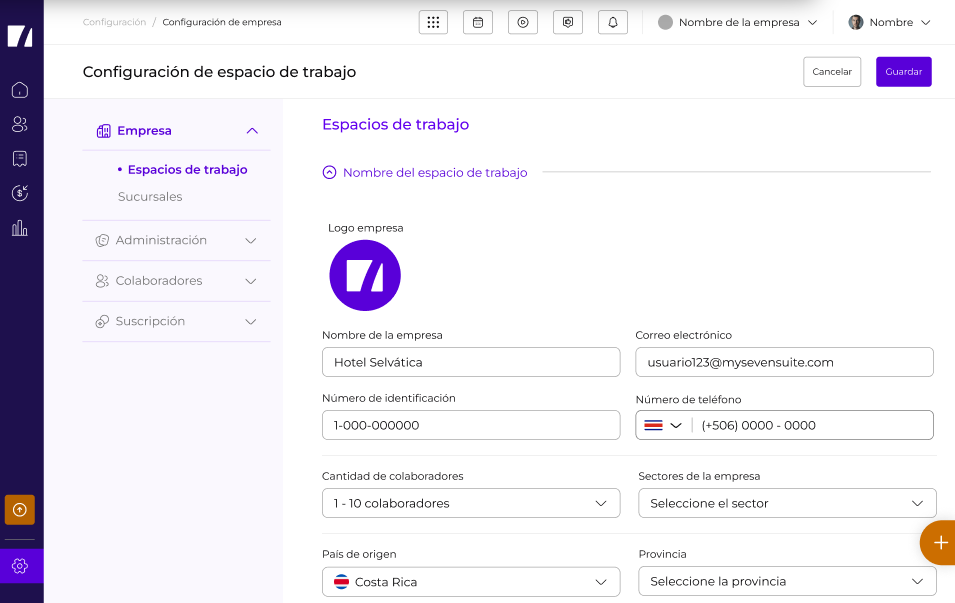 Configuración / Configuración de empresa
Nombre de la empresa
Nombre
Configuración de espacio de trabajo
Cancelar
Guardar
Empresa
• Espacios de trabajo
Sucursales
Administración
Colaboradores
Suscripción
Espacios de trabajo
Nombre del espacio de trabajo
Logo empresa
Nombre de la empresa
Correo electrónico
Hotel Selvática
usuario123@mysevensuite.com
Número de identificación
Número de teléfono
1-000-000000
(+506) 0000 - 0000
Cantidad de colaboradores
Sectores de la empresa
1 - 10 colaboradores
Seleccione el sector
País de origen
Provincia
Costa Rica
Seleccione la provincia